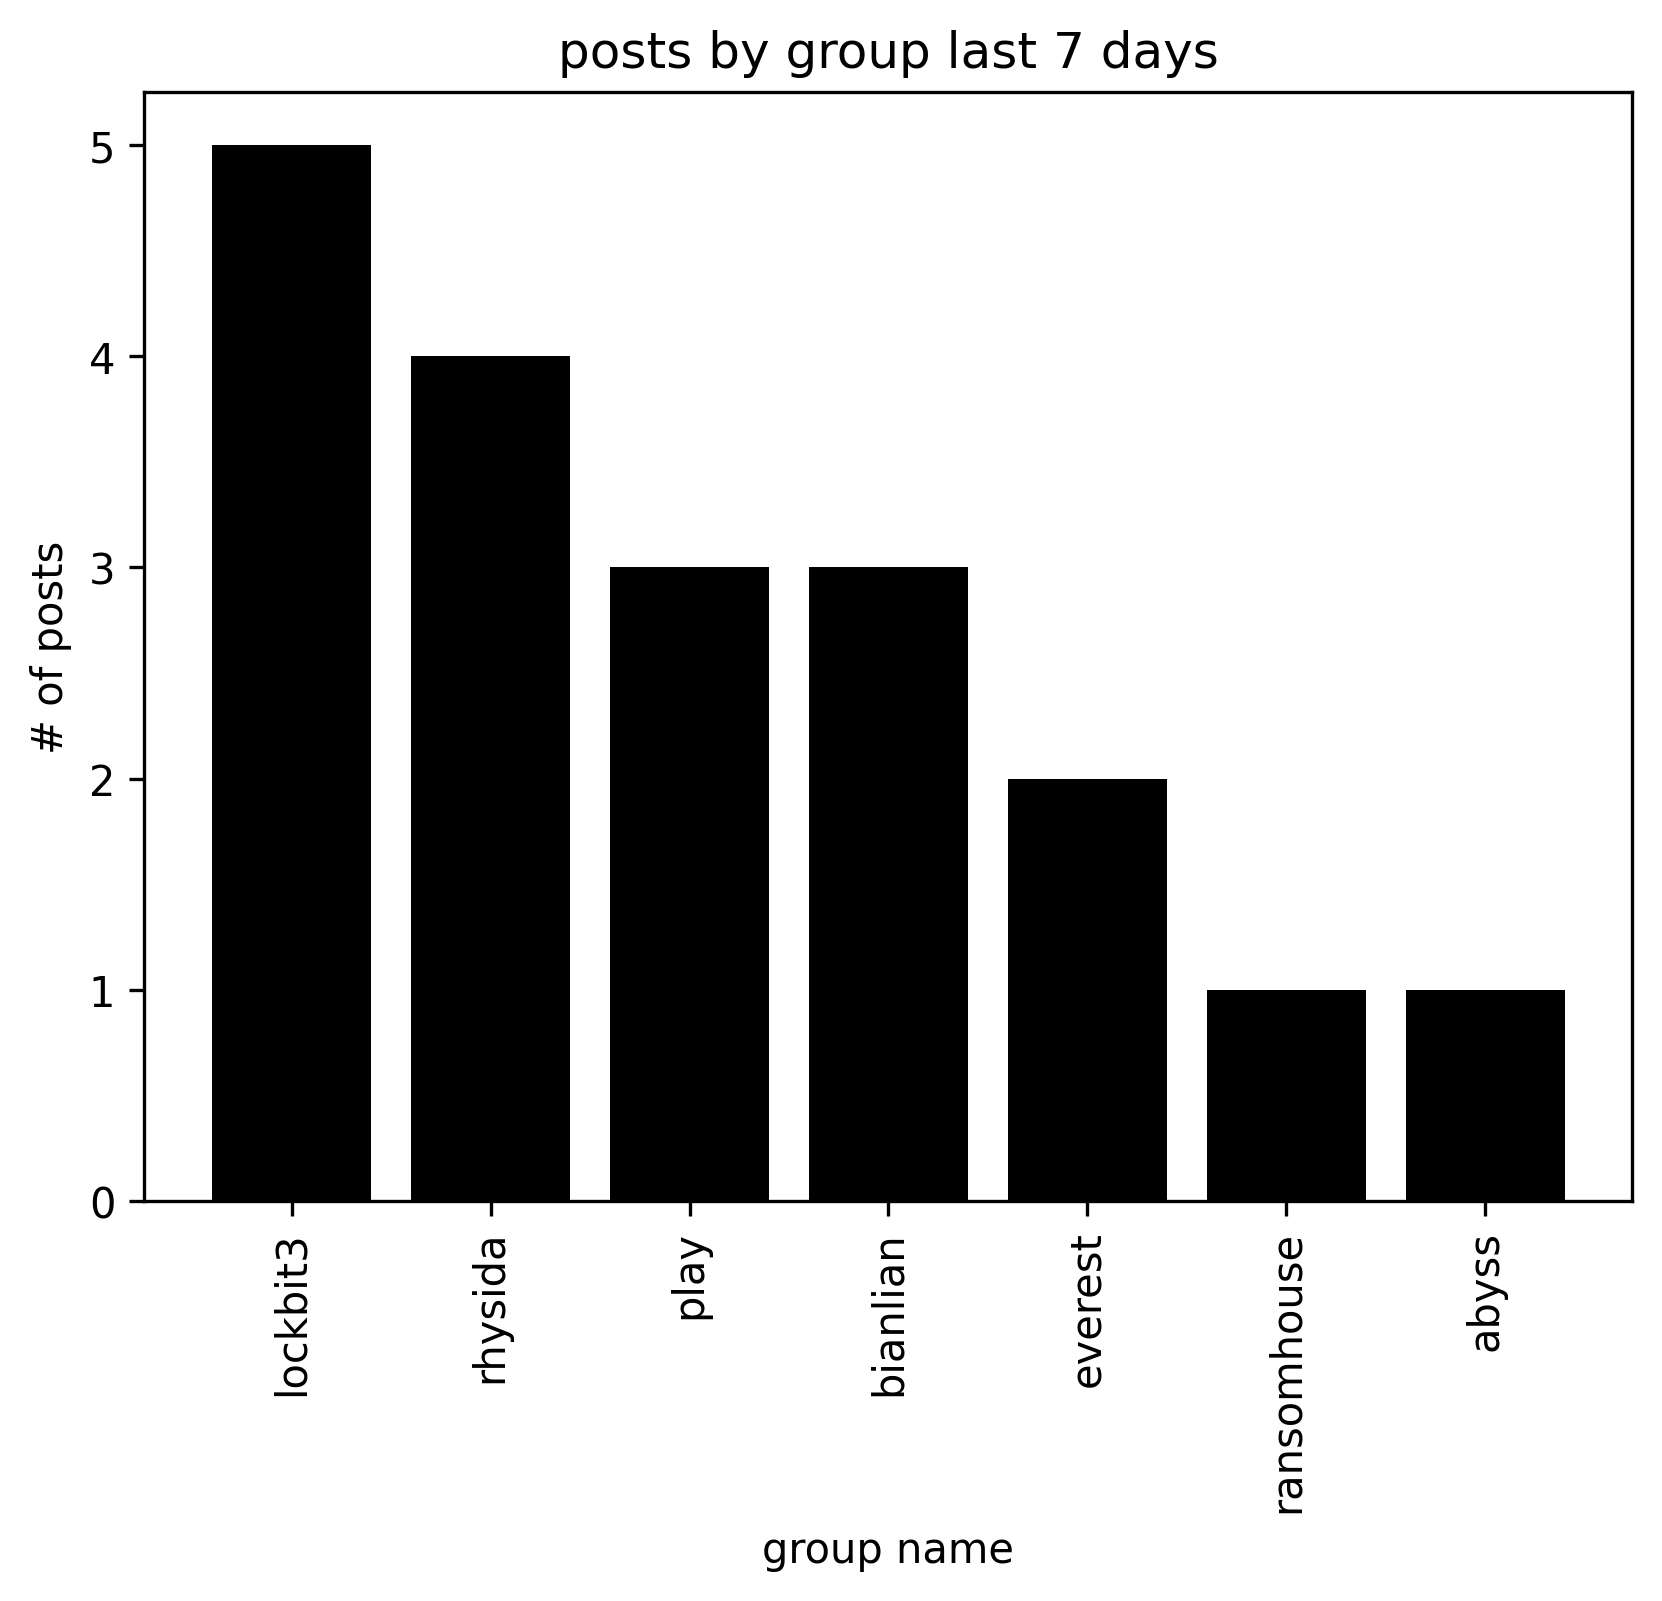 posts by group last 7 days
# of posts
5
4
3
2
1
0
lockbit3
rhysida
play
bianlian
everest
ransomhouse
abyss
group name